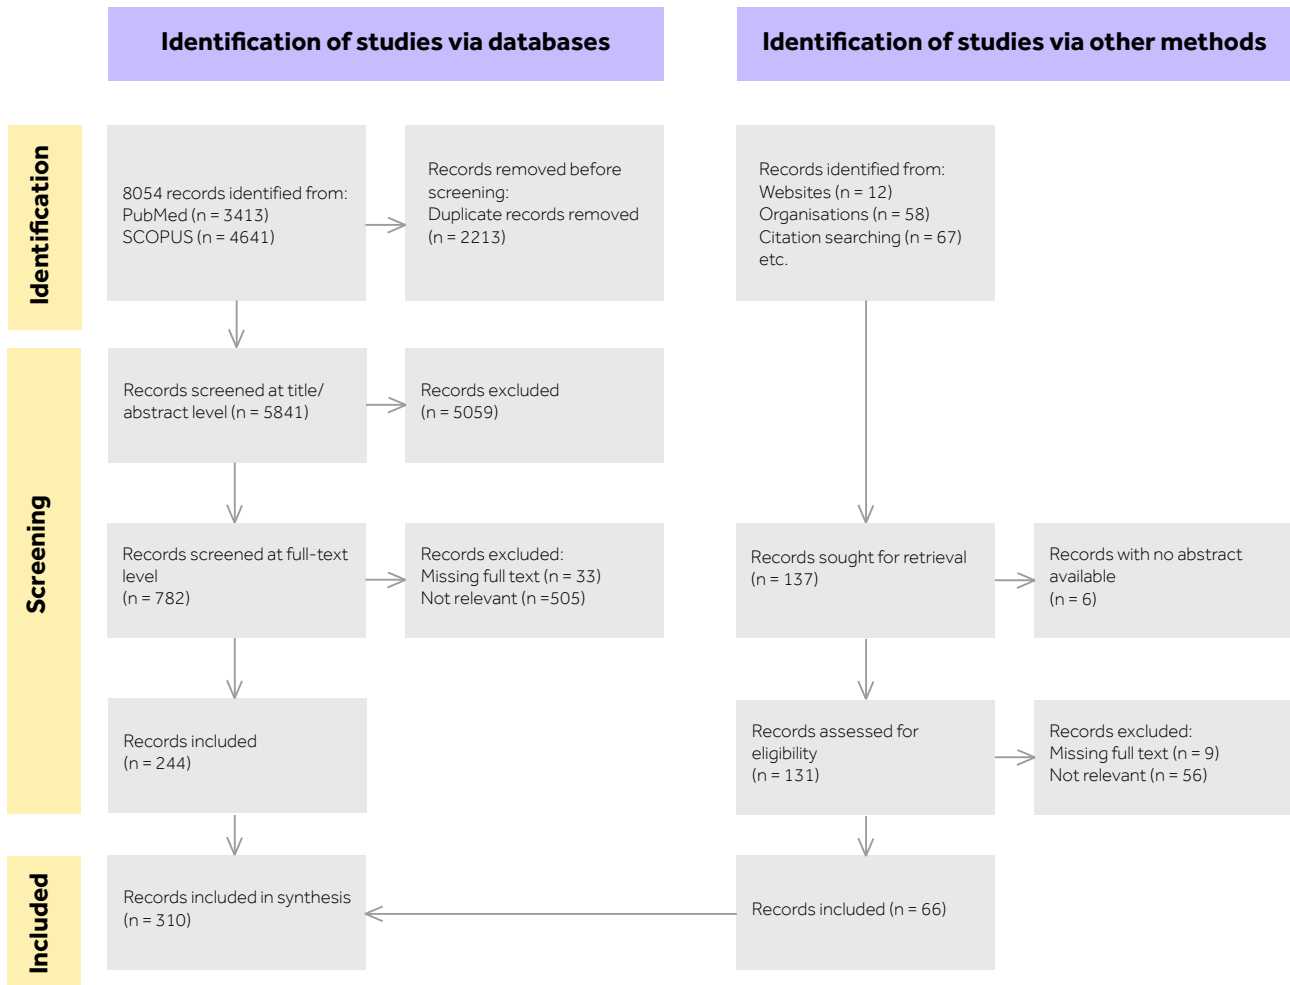 Identification of studies via databases
Identification of studies via other methods
Identification
8054 records identified from:
PubMed (n = 3413)
SCOPUS (n = 4641)
Records removed before
screening:
Duplicate records removed
(n = 2213)
Records identified from:
Websites (n = 12)
Organisations (n = 58)
Citation searching (n = 67)
etc.
Screening
Records screened at title/
abstract level (n = 5841)
Records excluded
(n = 5059)
Records screened at full-text
level
(n = 782)
Records excluded:
Missing full text (n = 33)
Not relevant (n =505)
Records sought for retrieval
(n = 137)
Records with no abstract
available
(n = 6)
Records included
(n = 244)
Records assessed for
eligibility
(n = 131)
Records excluded:
Missing full text (n = 9)
Not relevant (n = 56)
Included
Records included in synthesis
(n = 310)
Records included (n = 66)